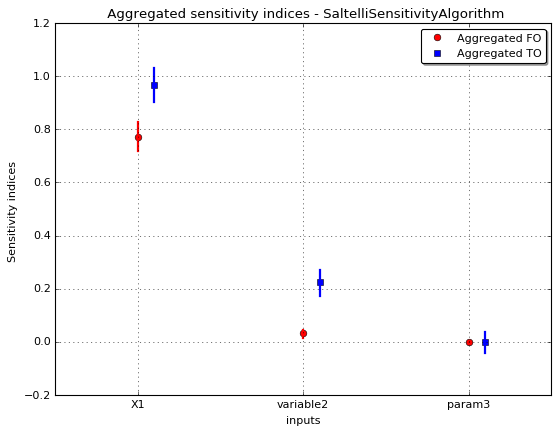 Aggregated sensitivity indices - SaltelliSensitivityAlgorithm
1.2
1.0
0.8
0.6
0.4
0.2
0.0
−0.2
Sensitivity indices
Aggregated FO
Aggregated TO
X1 variable2 param3
inputs